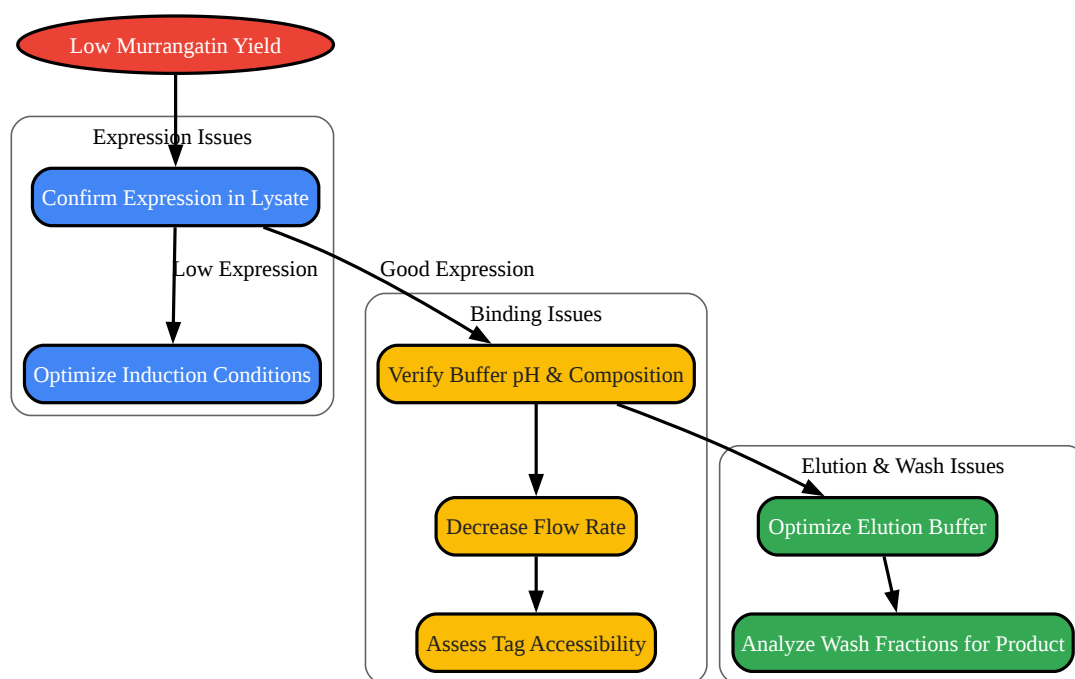 Low Murrangatin Yield
Expression Issues
Confirm Expression in Lysate
Low Expression
Good Expression
Optimize Induction Conditions
Binding Issues
Verify Buffer pH & Composition
Decrease Flow Rate
Assess Tag Accessibility
Elution & Wash Issues
Optimize Elution Buffer
Analyze Wash Fractions for Product